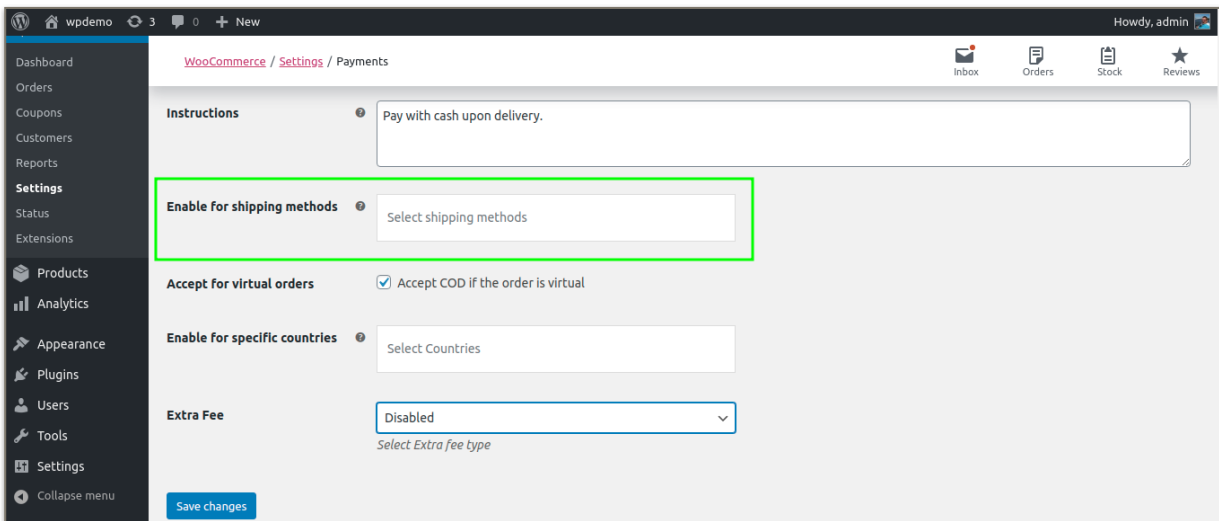 wpdemo 3 0 New Howdy, admin
Dashboard
Orders
Coupons
Customers
Reports
Settings
Status
Extensions
Products
Analytics
Appearance
Plugins
Users
Tools
Settings
Collapse menu
WooCommerce / Settings / Payments
Inbox
Orders
Stock
Reviews
Instructions
Pay with cash upon delivery.
Enable for shipping methods
Select shipping methods
Accept for virtual orders
Accept COD if the order is virtual
Enable for specific countries
Select Countries
Extra Fee
Disabled
Select Extra fee type
Save changes